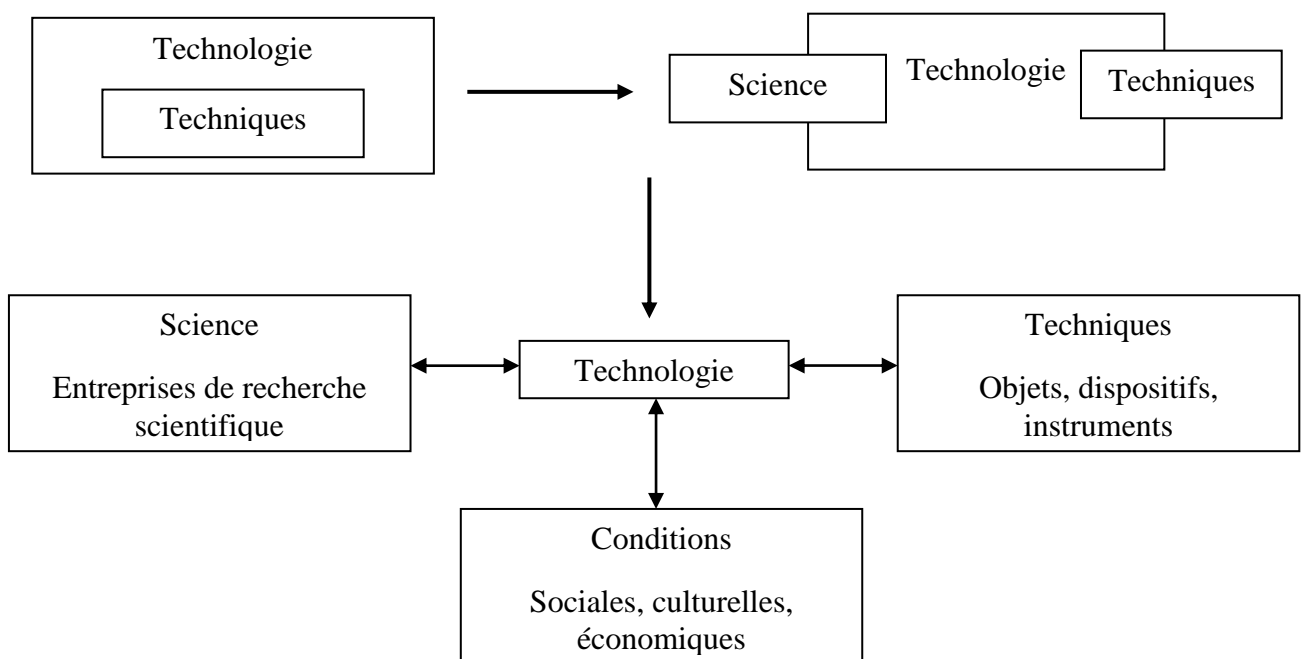 Technologie
Techniques
Science
Technologie
Techniques
Science
Entreprises de recherche
scientifique
Technologie
Techniques
Objets, dispositifs,
instruments
Conditions
Sociales, culturelles,
économiques